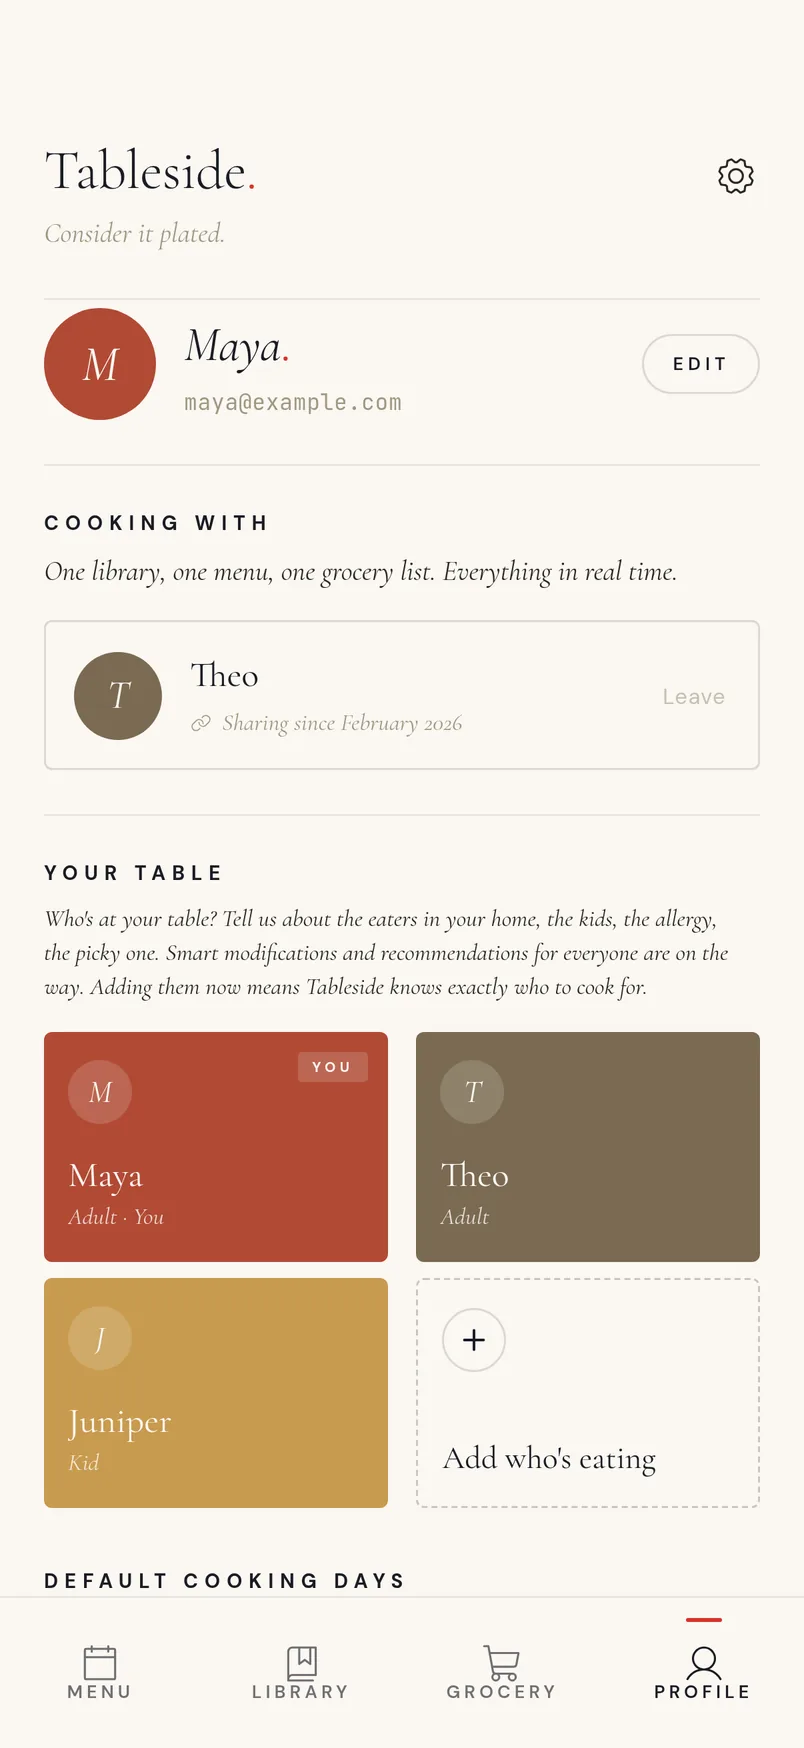 Tableside.
Consider it plated.
M
Maya.
maya@example.com
EDIT
COOKING WITH
One library, one menu, one grocery list. Everything in real time.
T
Theo
Sharing since February 2026
Leave
YOUR TABLE
Who's at your table? Tell us about the eaters in your home, the kids, the allergy,
the picky one. Smart modifications and recommendations for everyone are on the
way. Adding them now means Tableside knows exactly who to cook for.
M
YOU
Maya
Adult · You
T
Theo
Adult
J
Juniper
Kid
+
Add who's eating
DEFAULT COOKING DAYS
MENU
LIBRARY
GROCERY
PROFILE